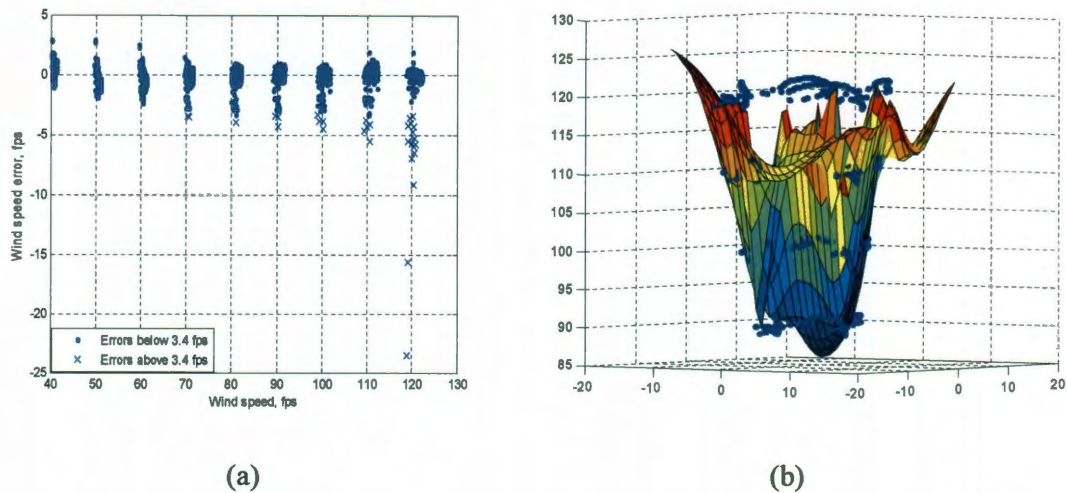 5
0
-5
-10
-15
-20
-25
Wind speed error, fps
Errors below 3.4 fps
Errors above 3.4 fps
40 50 60 70 80 90 100 110 120 130
Wind speed, fps
(a)
130
125
120
115
110
105
100
95
90
85
-20 -10 0 10 -20 -10 0 10 20
(b)